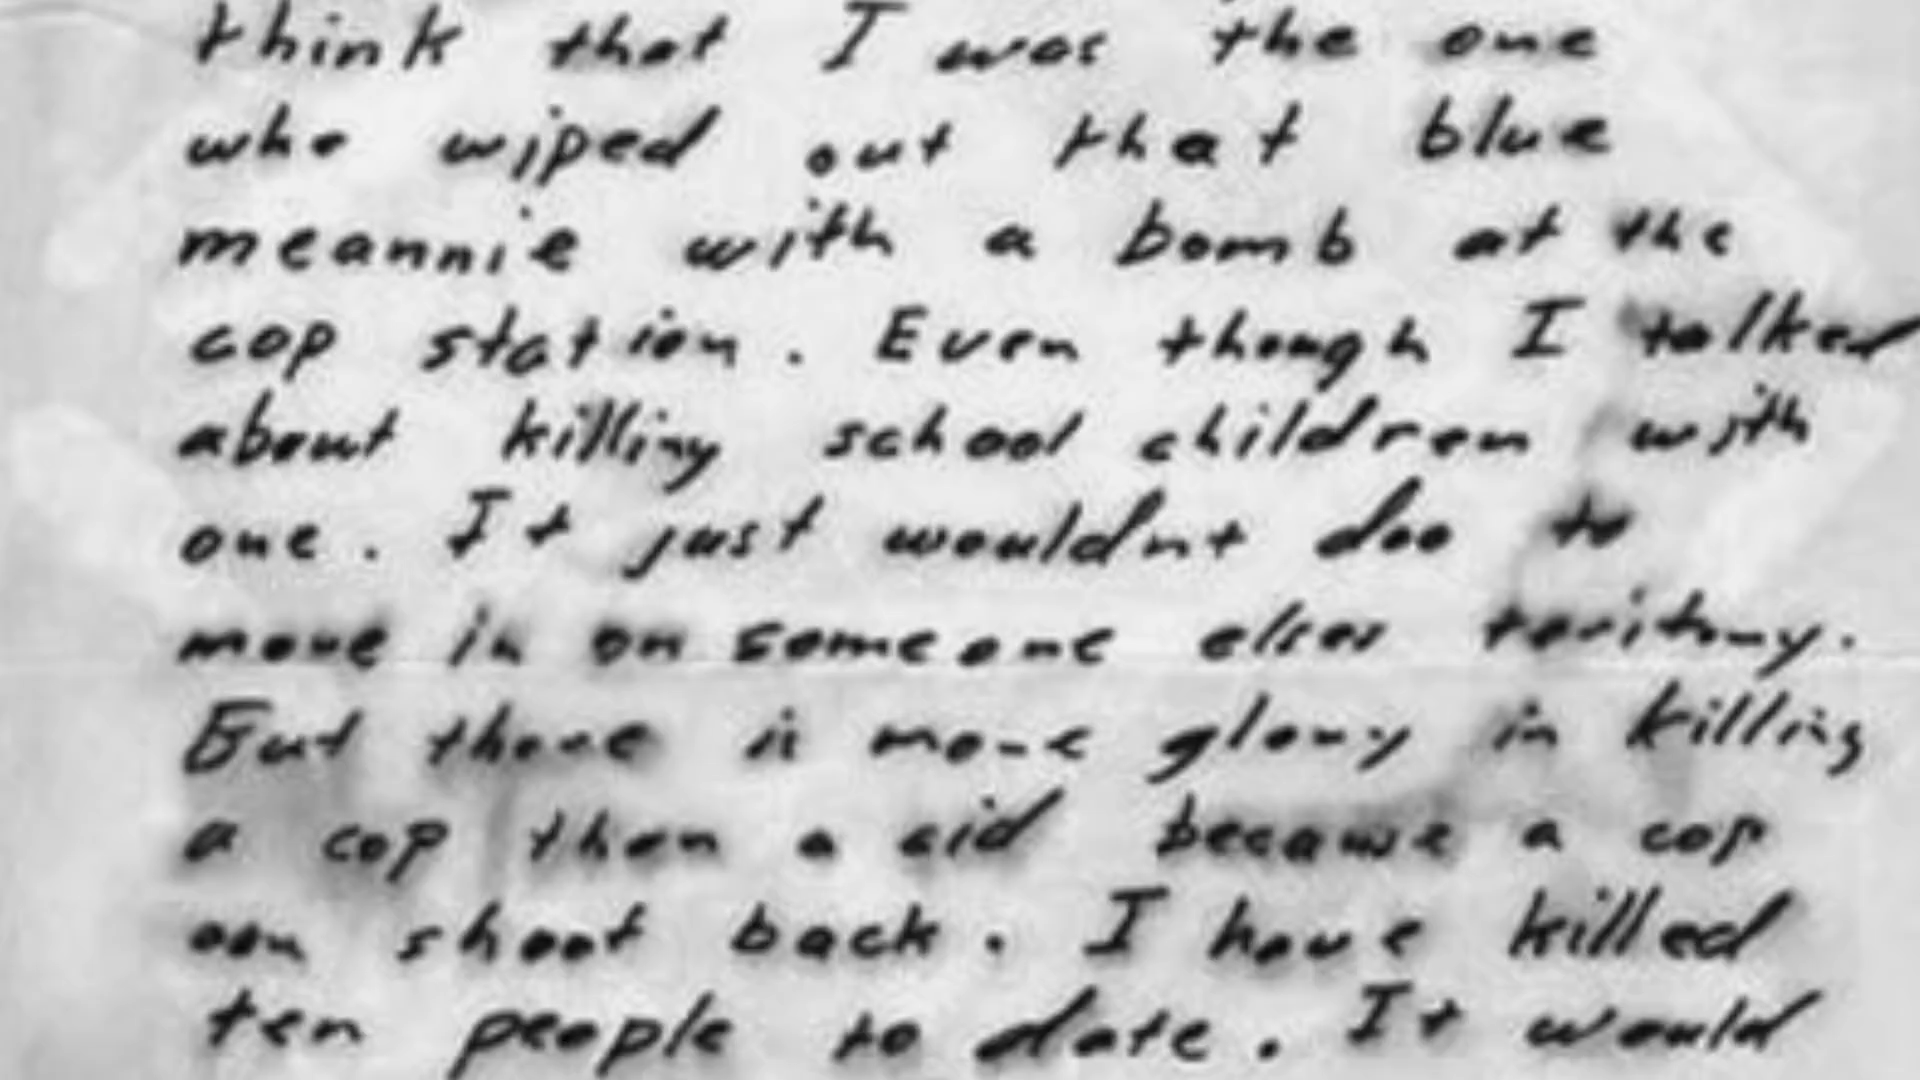 think that I was the one
who wiped out that blue
meannie with a bomb at the
cop station. Even though I talked
about killing school children with
one. It just wouldnt doo to
move in on someone elses teritory.
But there is more glory in killing
a cop than a cid because a cop
can shoot back. I have killed
ten people to date. It would